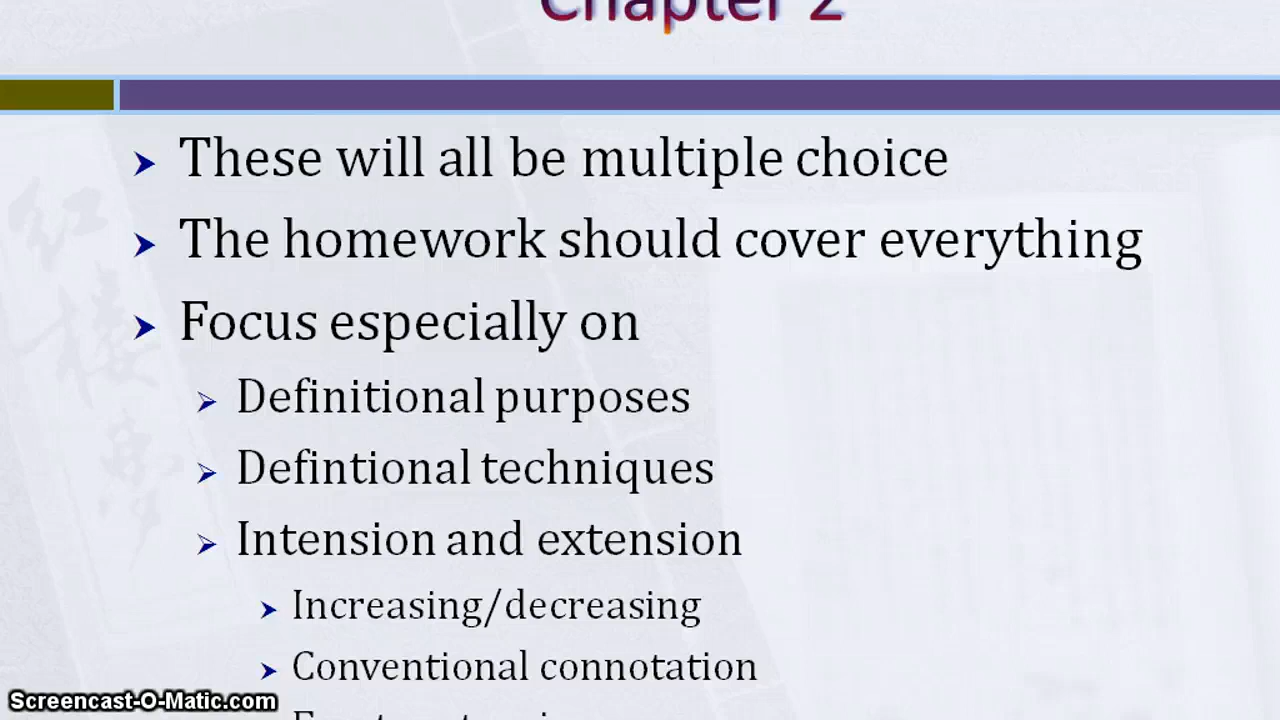 Chapter 2
These will all be multiple choice
The homework should cover everything
Focus especially on
Definitional purposes
Defintional techniques
Intension and extension
Increasing/decreasing
Conventional connotation
Screencast-O-Matic.com